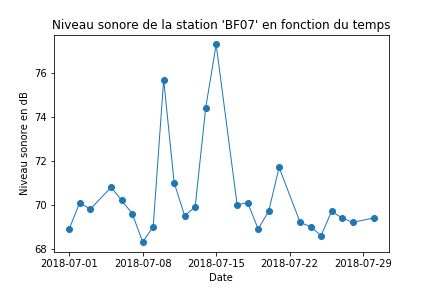 Niveau sonore de la station 'BF07' en fonction du temps
Niveau sonore en dB
76
74
72
70
68
2018-07-01 2018-07-08 2018-07-15 2018-07-22 2018-07-29
Date